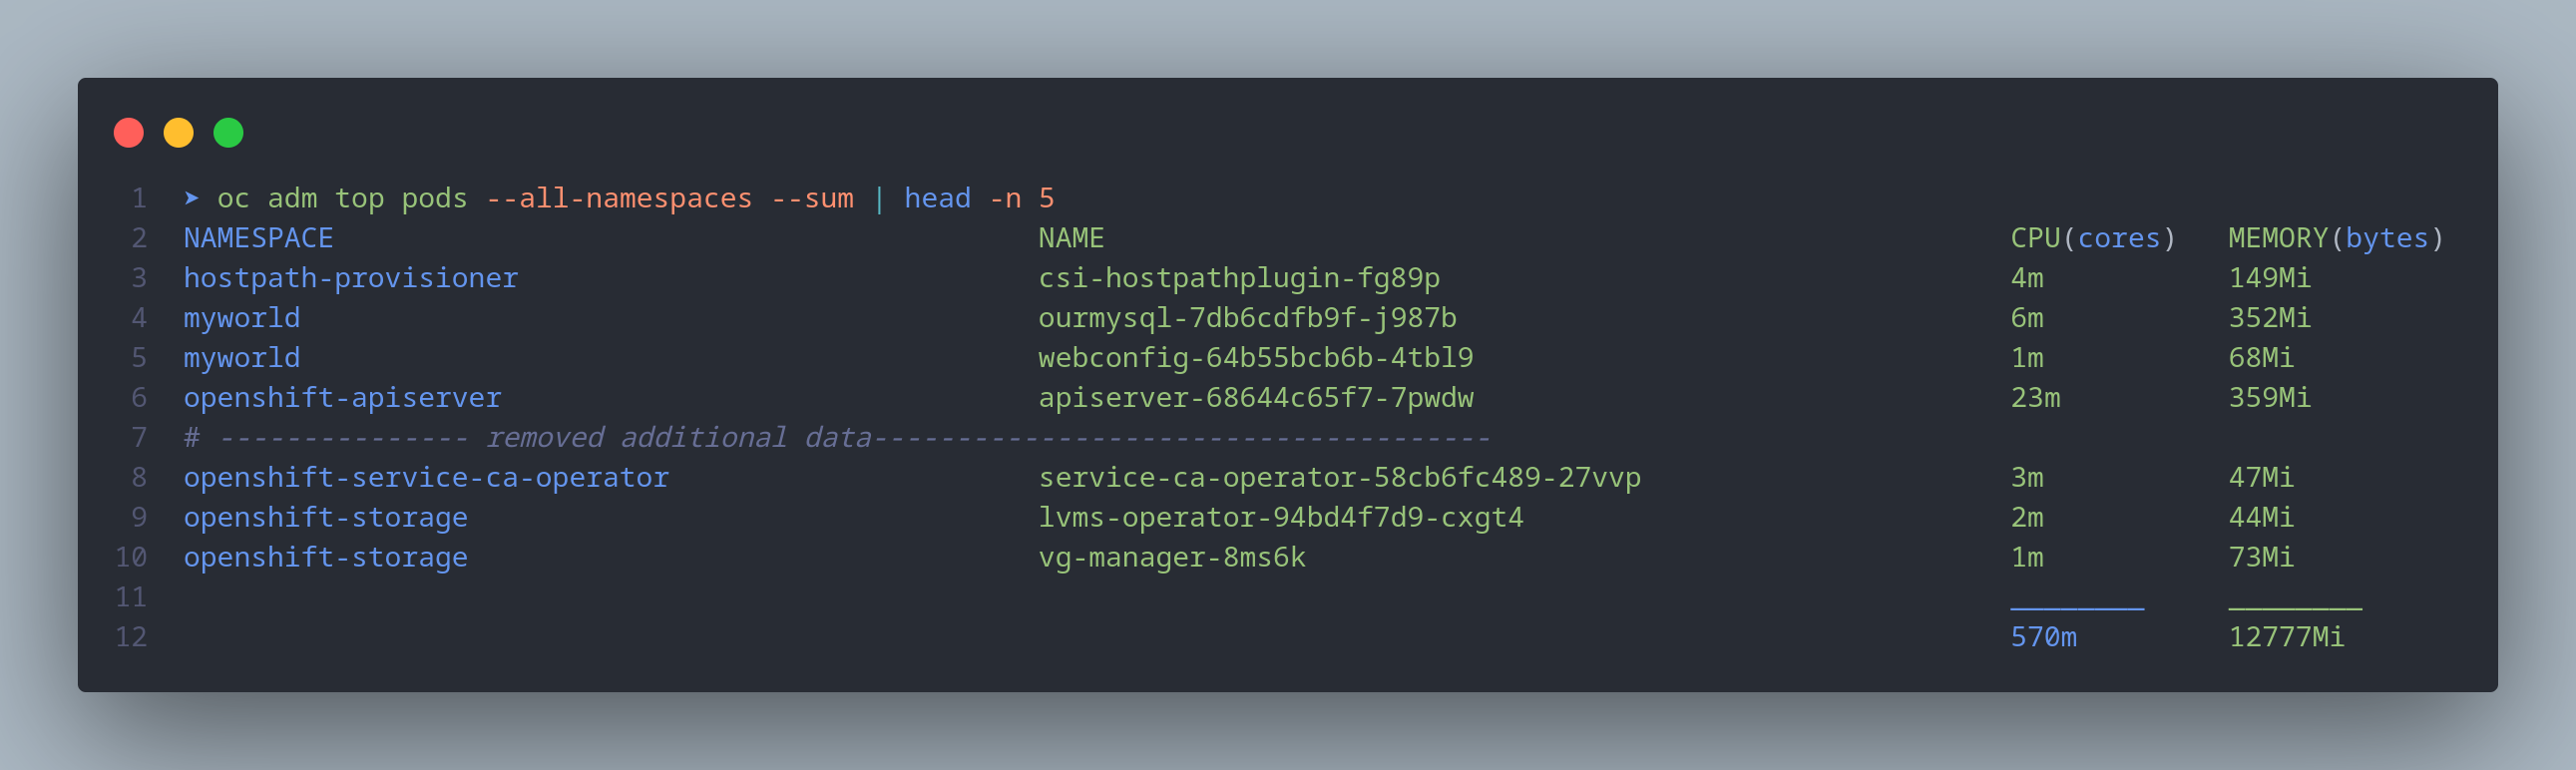 1 ➤ oc adm top pods --all-namespaces --sum | head -n 5
2 NAMESPACE NAME CPU(cores) MEMORY(bytes)
3 hostpath-provisioner csi-hostpathplugin-fg89p 4m 149Mi
4 myworld ourmysql-7db6cdfb9f-j987b 6m 352Mi
5 myworld webconfig-64b55bcb6b-4tbl9 1m 68Mi
6 openshift-apiserver apiserver-68644c65f7-7pwdw 23m 359Mi
7 # --------------- removed additional data-------------------------------------
8 openshift-service-ca-operator service-ca-operator-58cb6fc489-27vvp 3m 47Mi
9 openshift-storage lvms-operator-94bd4f7d9-cxgt4 2m 44Mi
10 openshift-storage vg-manager-8ms6k 1m 73Mi
11 ________ ________
12 570m 12777Mi